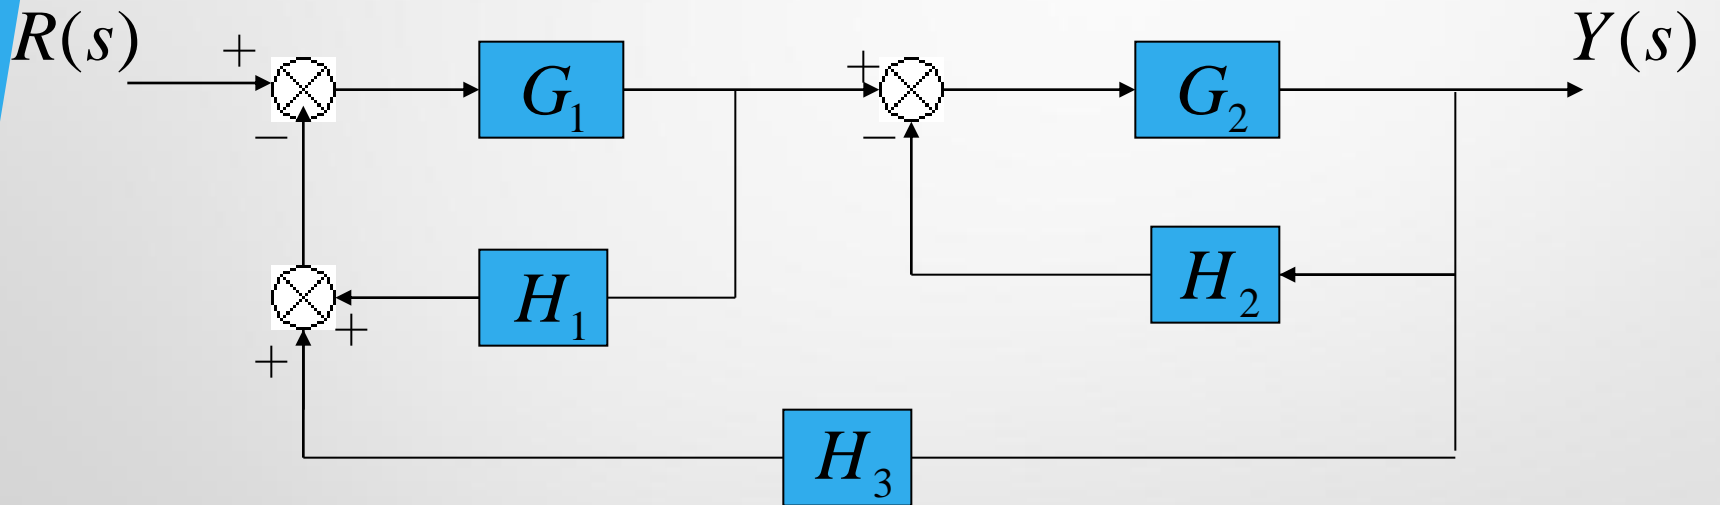 R(s) + G₁ + G₂ Y(s)
− −
H₁ H₂
+ +
H₃